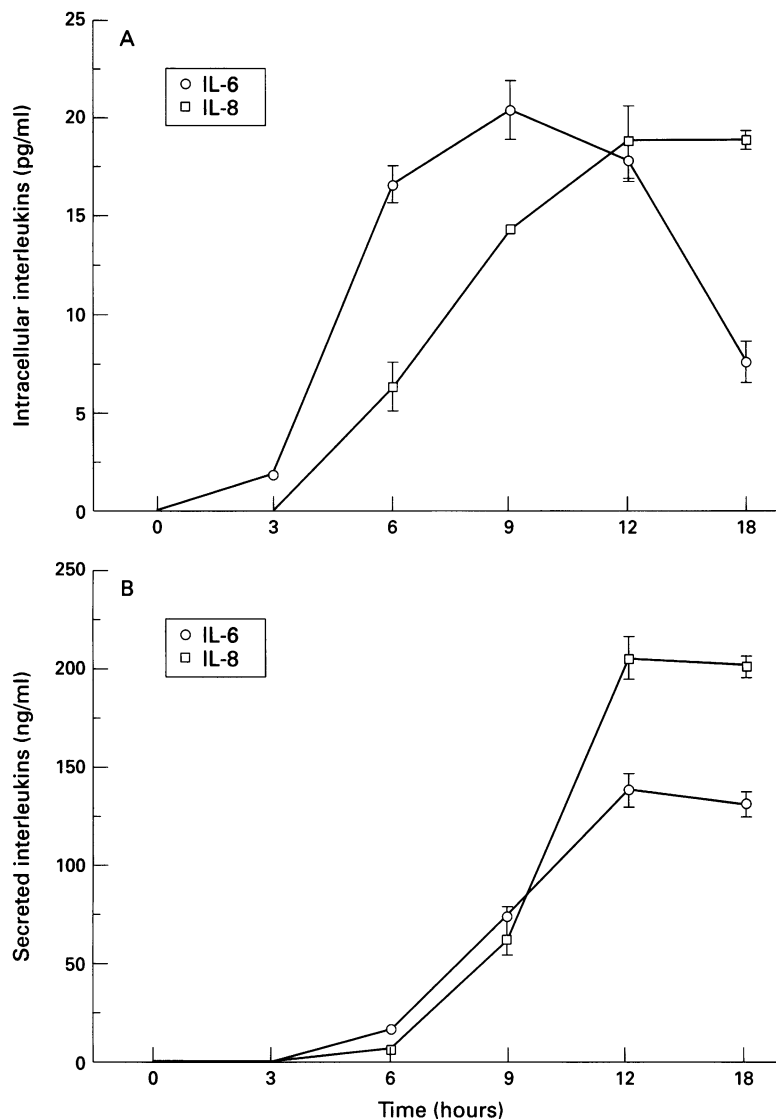 A
IL-6
IL-8
Intracellular interleukins (pg/ml)
25
20
15
10
5
0
0 3 6 9 12 18
B
IL-6
IL-8
Secreted interleukins (ng/ml)
250
200
150
100
50
0
0 3 6 9 12 18
Time (hours)